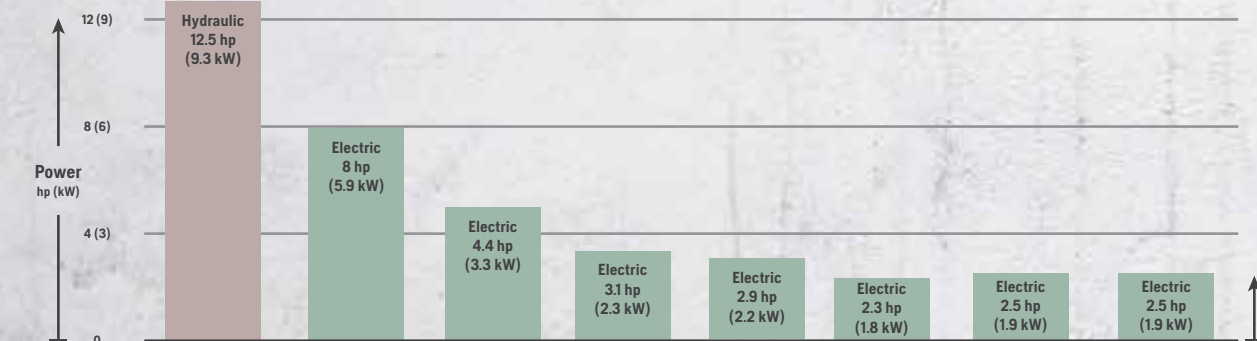 12 (9)
Hydraulic
12.5 hp
(9.3 kW)
8 (6)
Electric
8 hp
(5.9 kW)
Power
hp (kW)
4 (3)
Electric
4.4 hp
(3.3 kW)
Electric
3.1 hp
(2.3 kW)
Electric
2.9 hp
(2.2 kW)
Electric
2.3 hp
(1.8 kW)
Electric
2.5 hp
(1.9 kW)
Electric
2.5 hp
(1.9 kW)
0